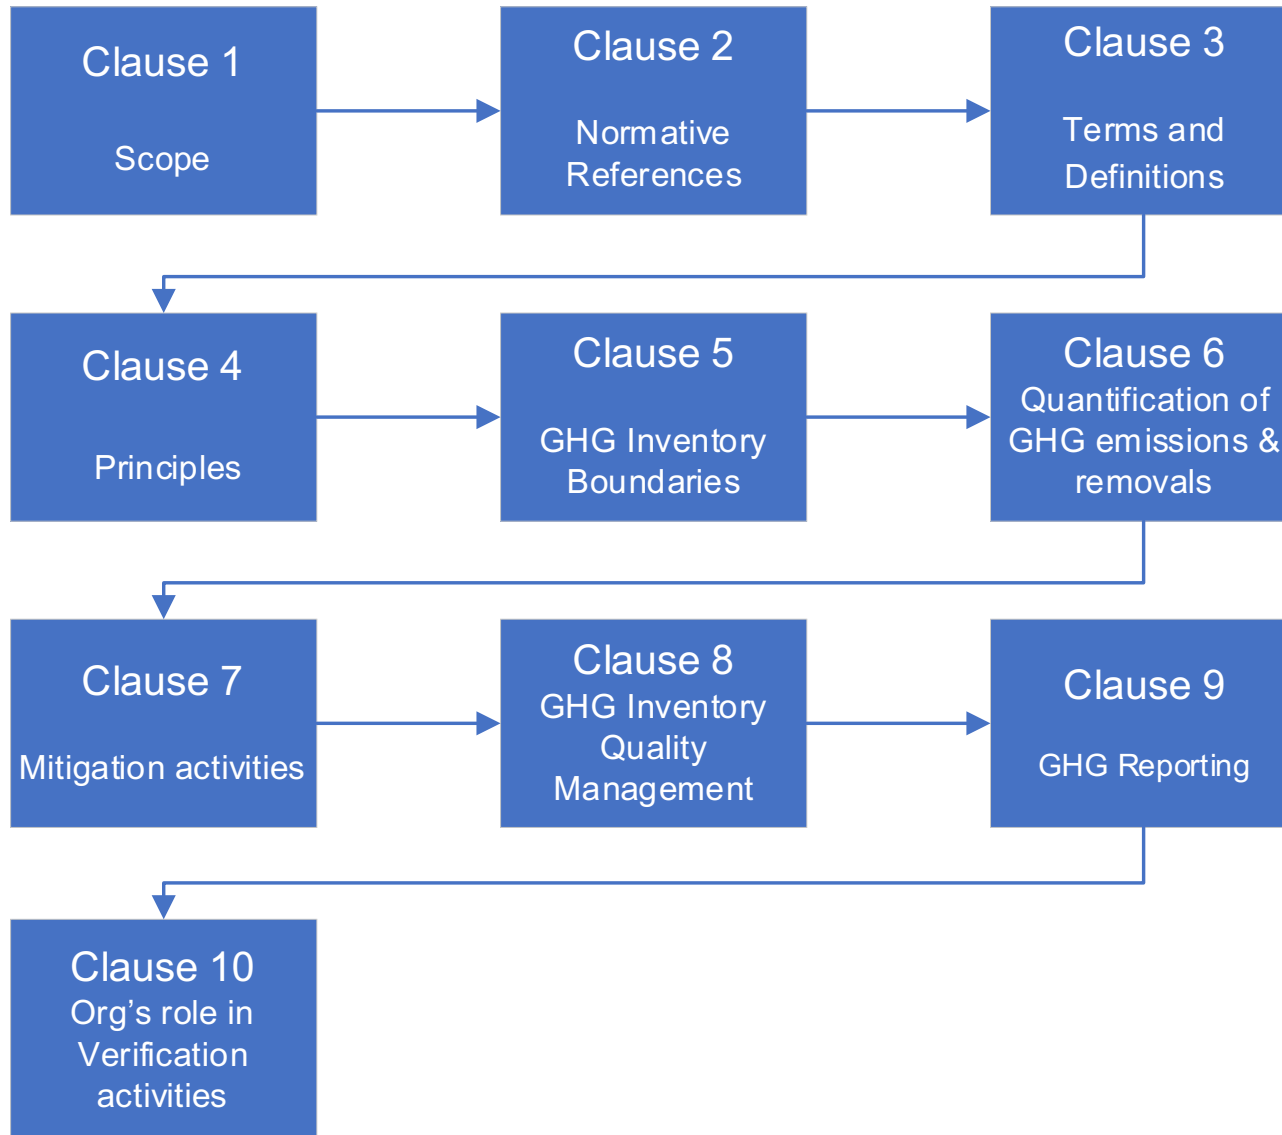 Clause 1
Scope
Clause 2
Normative
References
Clause 3
Terms and
Definitions
Clause 4
Principles
Clause 5
GHG Inventory
Boundaries
Clause 6
Quantification of
GHG emissions &
removals
Clause 7
Mitigation activities
Clause 8
GHG Inventory
Quality
Management
Clause 9
GHG Reporting
Clause 10
Org’s role in
Verification
activities